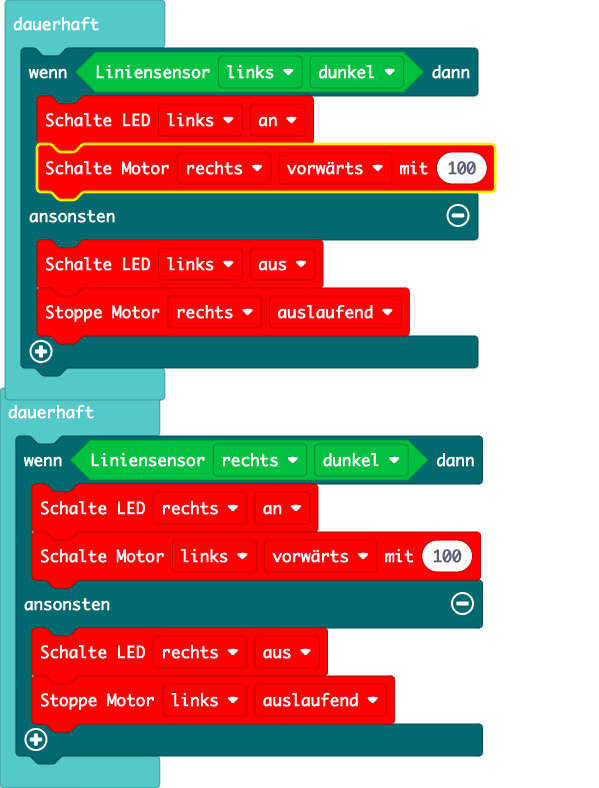 dauerhaft
wenn Liniensensor links dunkel dann
Schalte LED links an
Schalte Motor rechts vorwärts mit 100
ansonsten
Schalte LED links aus
Stoppe Motor rechts auslaufend
dauerhaft
wenn Liniensensor rechts dunkel dann
Schalte LED rechts an
Schalte Motor links vorwärts mit 100
ansonsten
Schalte LED rechts aus
Stoppe Motor links auslaufend